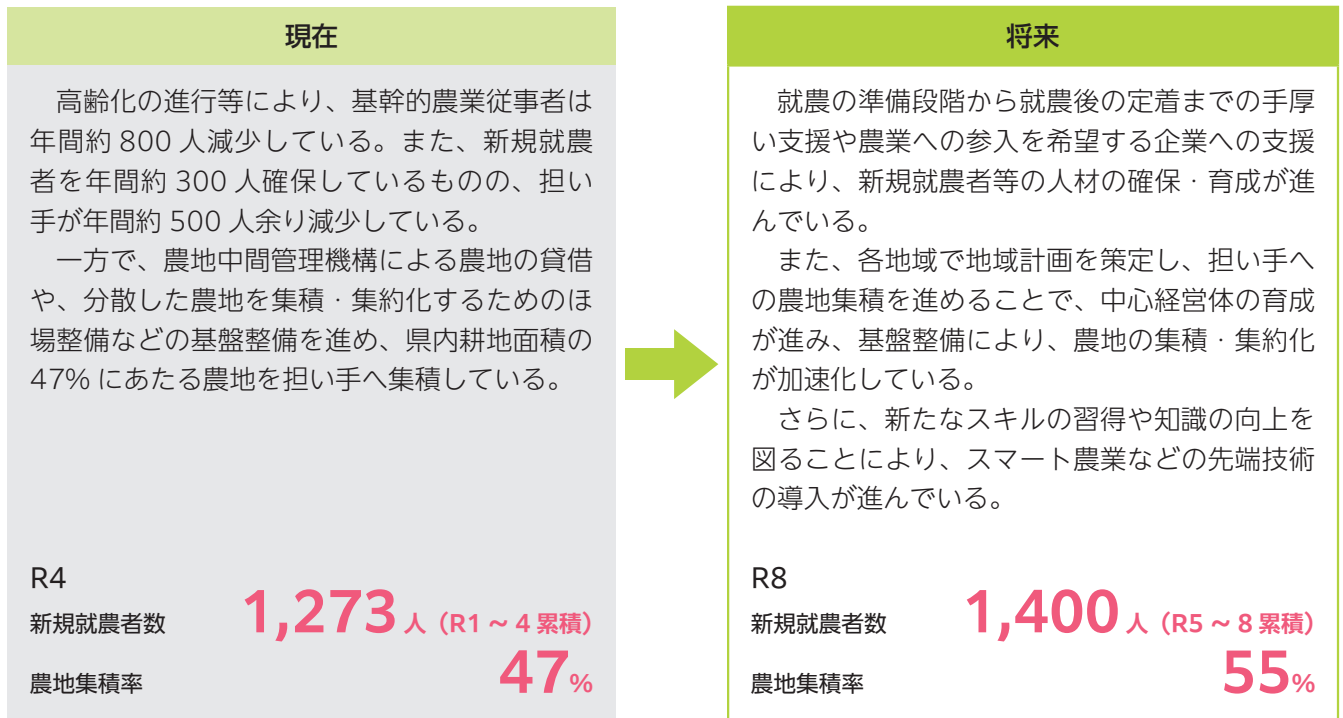 現在
　高齢化の進行等により、基幹的農業従事者は
年間約 800 人減少している。また、新規就農
者を年間約 300 人確保しているものの、担い
手が年間約 500 人余り減少している。
　一方で、農地中間管理機構による農地の貸借
や、分散した農地を集積・集約化するためのほ
場整備などの基盤整備を進め、県内耕地面積の
47% にあたる農地を担い手へ集積している。
R4
新規就農者数 1,273 人（R1 ～ 4 累積）
農地集積率 47%
将来
　就農の準備段階から就農後の定着までの手厚
い支援や農業への参入を希望する企業への支援
により、新規就農者等の人材の確保・育成が進
んでいる。
　また、各地域で地域計画を策定し、担い手へ
の農地集積を進めることで、中心経営体の育成
が進み、基盤整備により、農地の集積・集約化
が加速化している。
　さらに、新たなスキルの習得や知識の向上を
図ることにより、スマート農業などの先端技術
の導入が進んでいる。
R8
新規就農者数 1,400 人（R5 ～ 8 累積）
農地集積率 55%